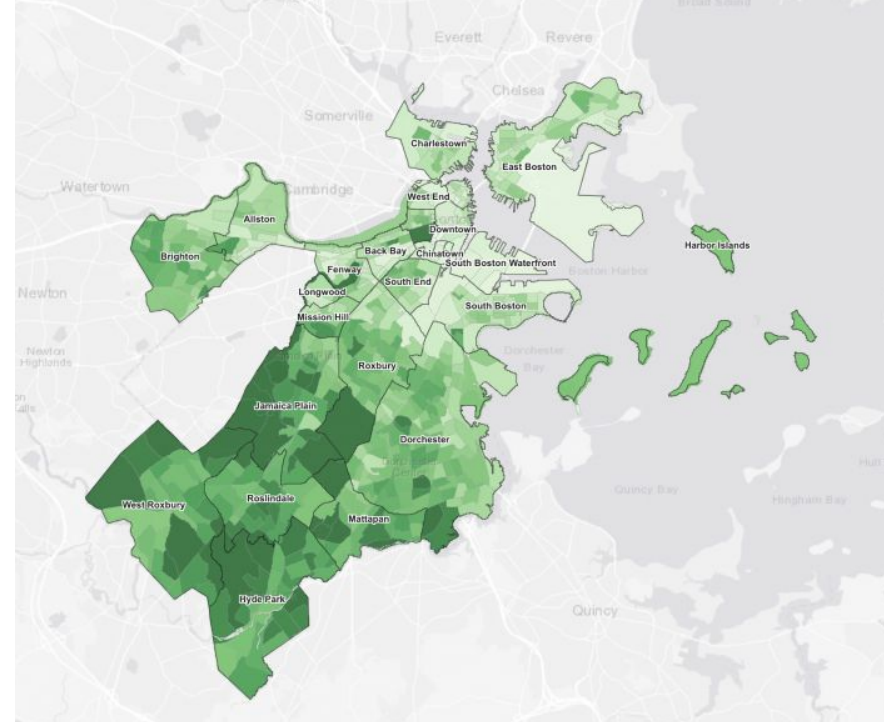 Broad Sound
Everett
Revere
Chelsea
Somerville
Charlestown
East Boston
Watertown
Cambridge
West End
Allston
Downtown
Harbor Islands
Brighton
Back Bay
Chinatown
South Boston Waterfront
Boston Harbor
Fenway
South End
Newton
Longwood
South Boston
Mission Hill
Newton
Highlands
Dorchester
Bay
Roxbury
Jamaica Plain
Dorchester
Quincy Bay
Hingham Bay
West Roxbury
Roslindale
Mattapan
Hyde Park
Quincy